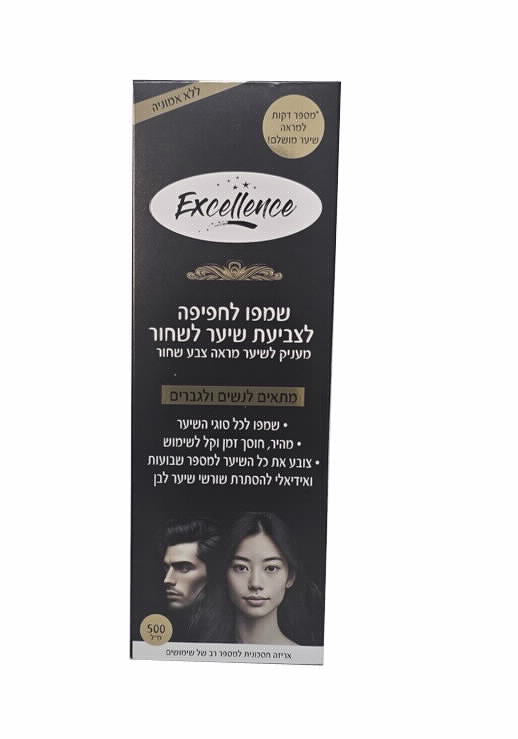 ללא אמוניה
*מספר דקות
למראה
שיער מושלם!
Excellence
שמפו לחפיפה
לצביעת שיער לשחור
מעניק לשיער מראה צבע שחור
מתאים לנשים ולגברים
• שמפו לכל סוגי השיער
• מהיר, חוסך זמן וקל לשימוש
• צובע את כל השיער למספר שבועות
ואידיאלי להסתרת שורשי שיער לבן
500
מ"ל
אריזה חסכונית למספר רב של שימושים